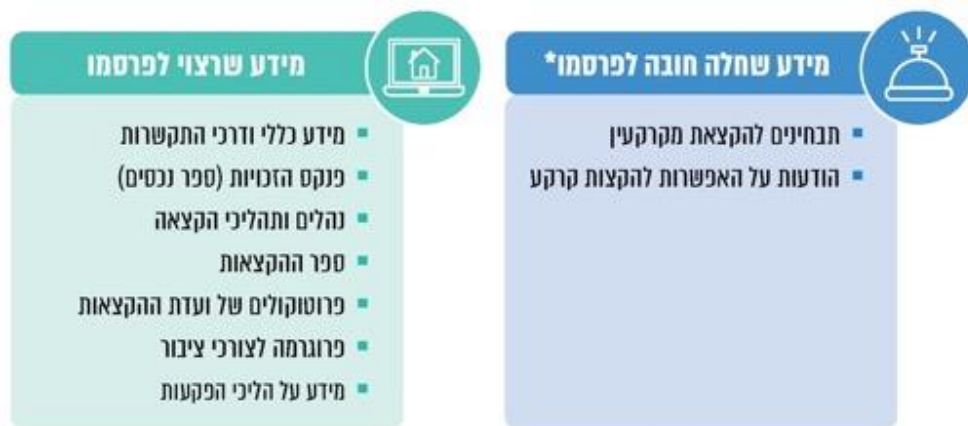 מידע שחלה חובה לפרסמו*
תבחינים להקצאת מקרקעין
הודעות על האפשרות להקצות קרקע
מידע שרצוי לפרסמו
מידע כללי ודרכי התקשרות
פנקס הזכויות (ספר נכסים)
נהלים ותהליכי הקצאה
ספר ההקצאות
פרוטוקולים של ועדת ההקצאות
פרוגרמה לצורכי ציבור
מידע על הליכי הפקעות